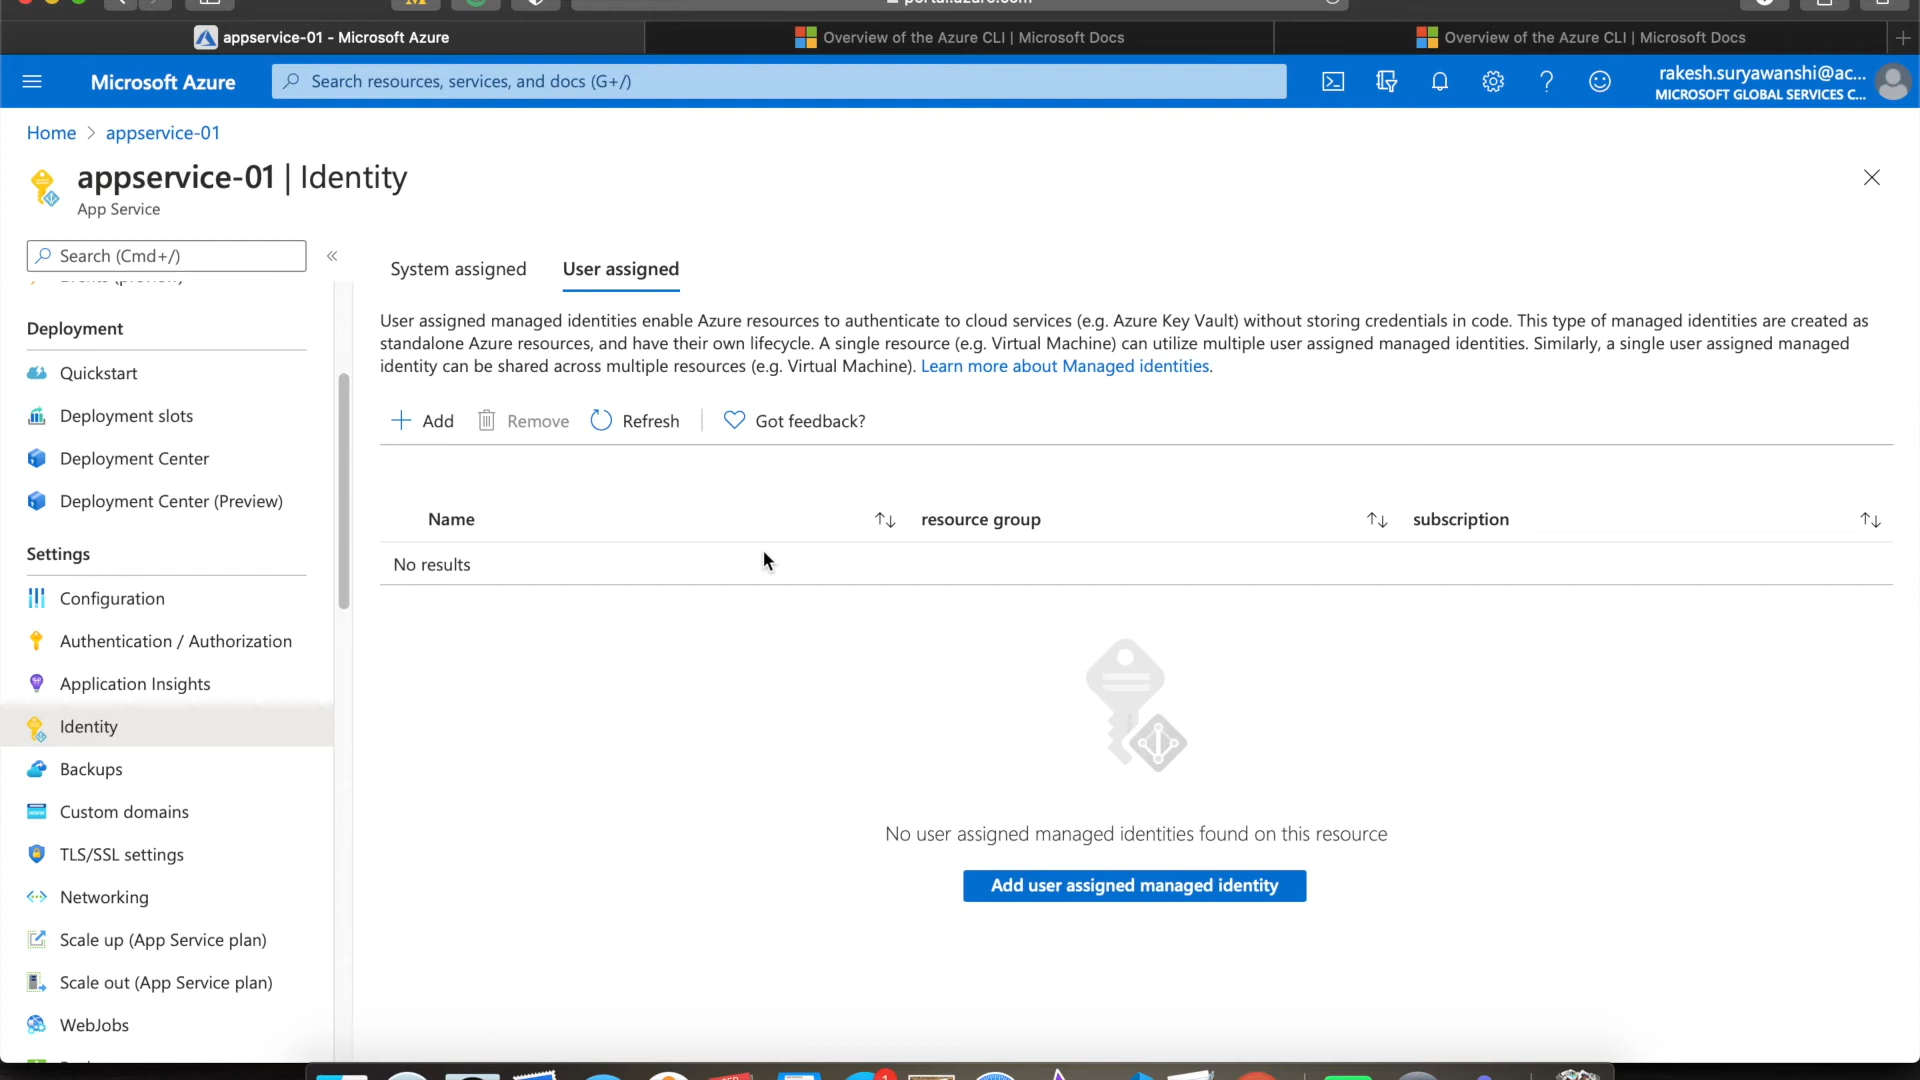 portal.azure.com
appservice-01 - Microsoft Azure
Overview of the Azure CLI | Microsoft Docs
Overview of the Azure CLI | Microsoft Docs
Microsoft Azure
Search resources, services, and docs (G+/)
rakesh.suryawanshi@ac...
MICROSOFT GLOBAL SERVICES C...
Home > appservice-01
appservice-01 | Identity
App Service
Search (Cmd+/)
Events (preview)
Deployment
Quickstart
Deployment slots
Deployment Center
Deployment Center (Preview)
Settings
Configuration
Authentication / Authorization
Application Insights
Identity
Backups
Custom domains
TLS/SSL settings
Networking
Scale up (App Service plan)
Scale out (App Service plan)
WebJobs
System assigned
User assigned
User assigned managed identities enable Azure resources to authenticate to cloud services (e.g. Azure Key Vault) without storing credentials in code. This type of managed identities are created as
standalone Azure resources, and have their own lifecycle. A single resource (e.g. Virtual Machine) can utilize multiple user assigned managed identities. Similarly, a single user assigned managed
identity can be shared across multiple resources (e.g. Virtual Machine). Learn more about Managed identities.
Add
Remove
Refresh
Got feedback?
Name
resource group
subscription
No results
No user assigned managed identities found on this resource
Add user assigned managed identity
1